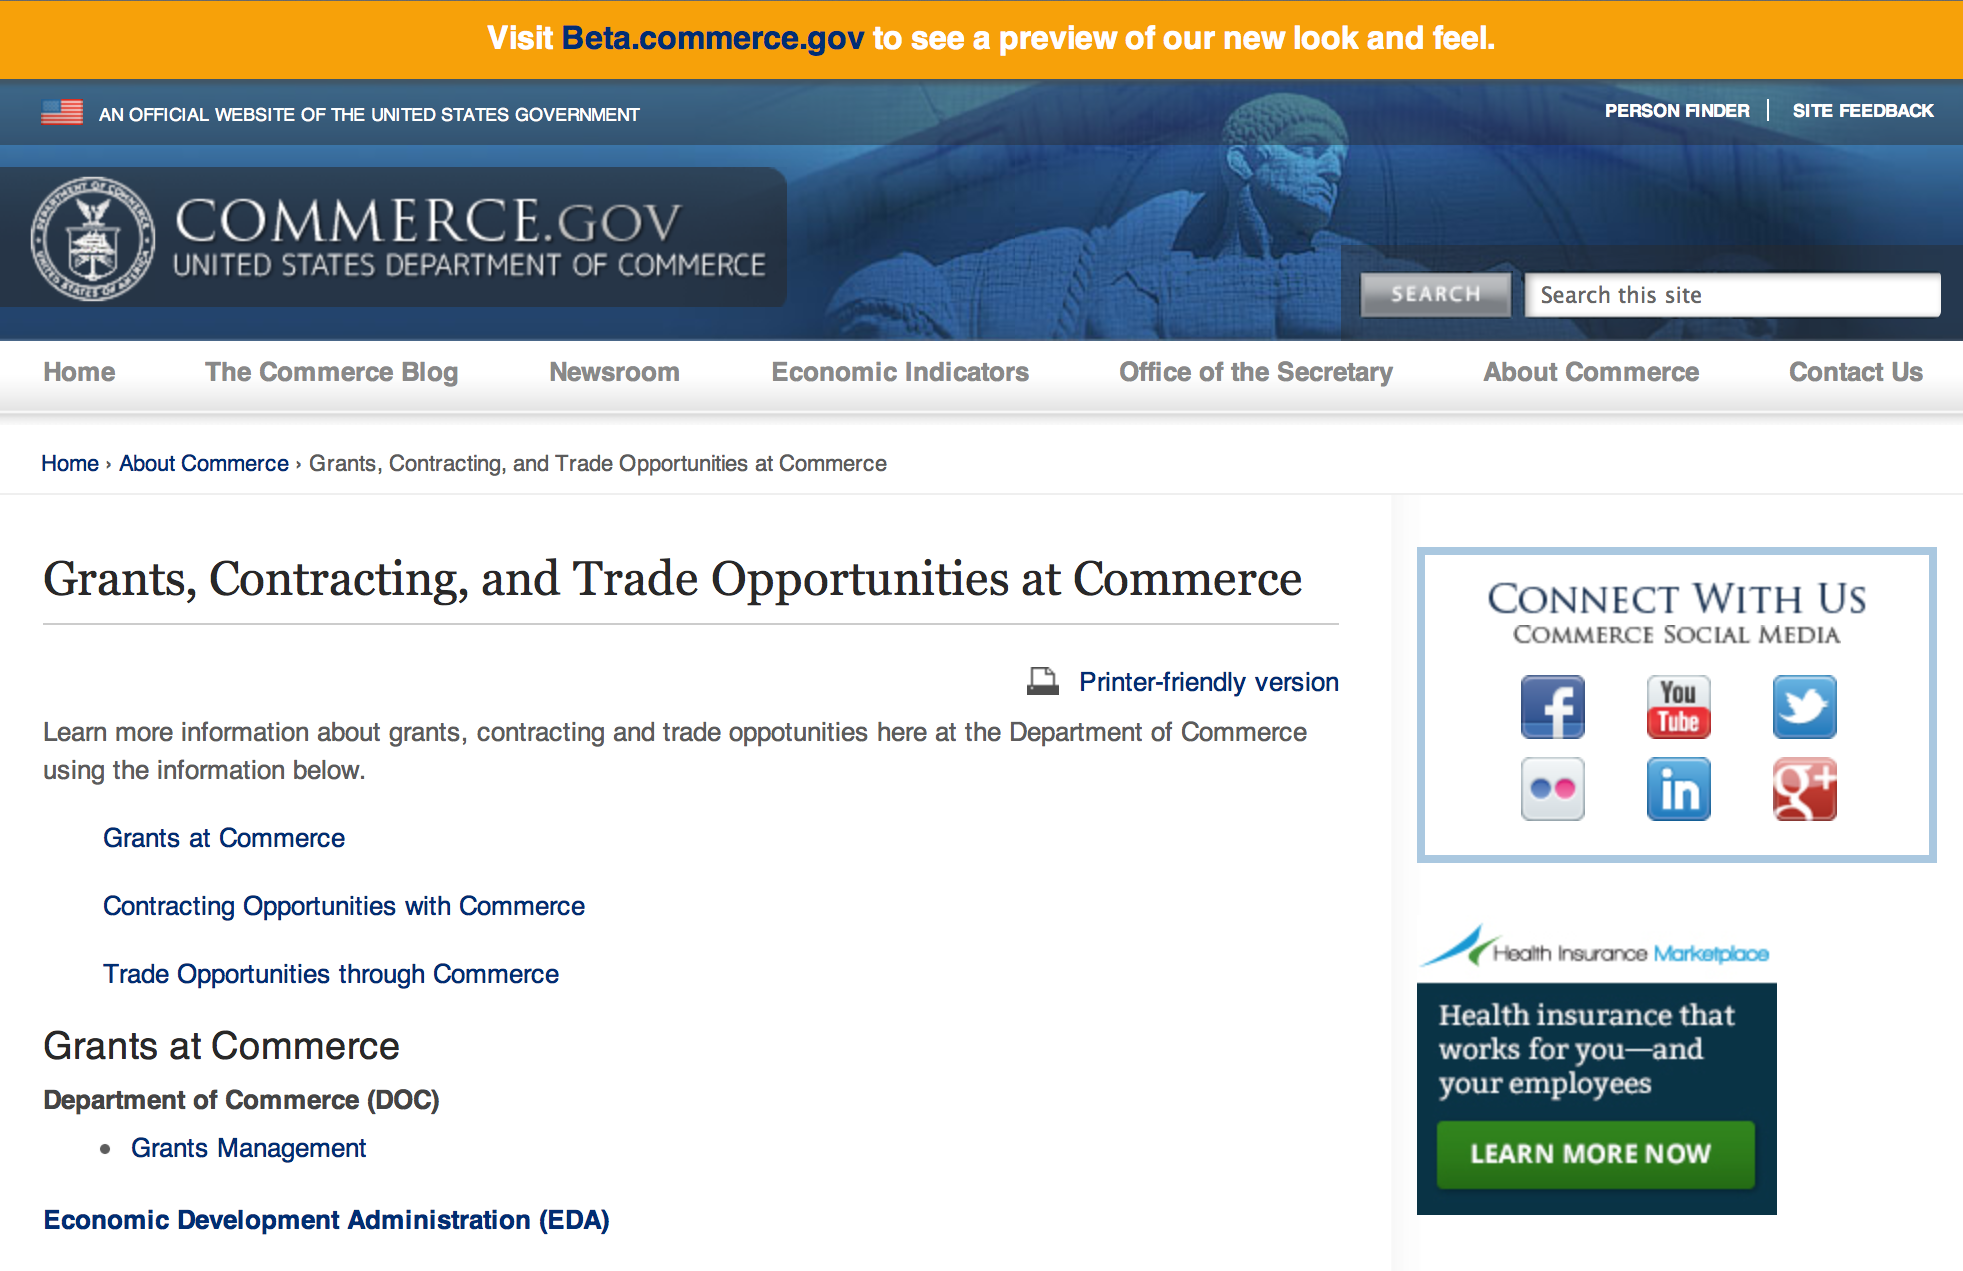 Visit Beta.commerce.gov to see a preview of our new look and feel.
AN OFFICIAL WEBSITE OF THE UNITED STATES GOVERNMENT
PERSON FINDER | SITE FEEDBACK
DEPARTMENT OF COMMERCE
UNITED STATES OF AMERICA
COMMERCE.GOV
UNITED STATES DEPARTMENT OF COMMERCE
SEARCH
Search this site
Home
The Commerce Blog
Newsroom
Economic Indicators
Office of the Secretary
About Commerce
Contact Us
Home › About Commerce › Grants, Contracting, and Trade Opportunities at Commerce
Grants, Contracting, and Trade Opportunities at Commerce
Printer-friendly version
Learn more information about grants, contracting and trade oppotunities here at the Department of Commerce
using the information below.
Grants at Commerce
Contracting Opportunities with Commerce
Trade Opportunities through Commerce
Grants at Commerce
Department of Commerce (DOC)
• Grants Management
Economic Development Administration (EDA)
CONNECT WITH US
COMMERCE SOCIAL MEDIA
f
You
Tube
in
g+
Health Insurance Marketplace
Health insurance that
works for you—and
your employees
LEARN MORE NOW